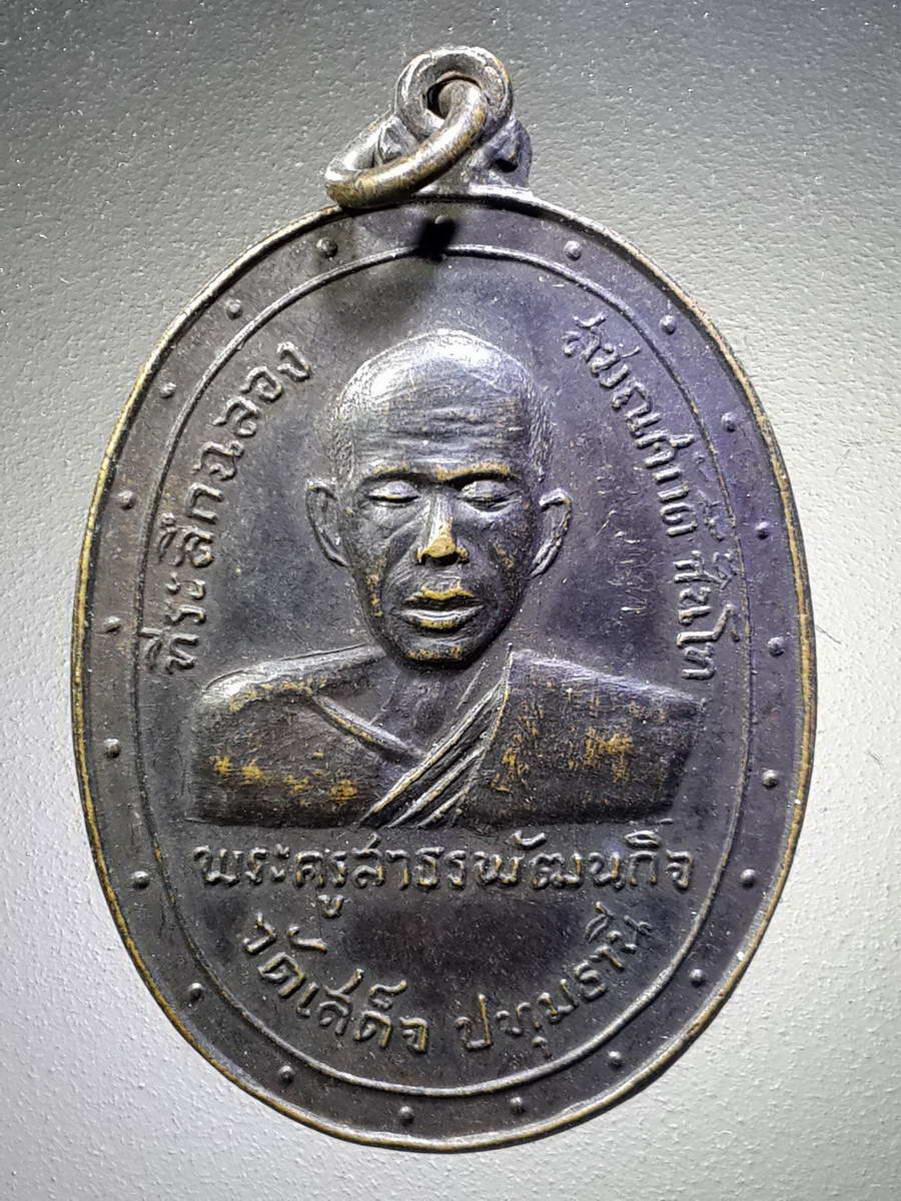 ที่ระลึกฉลอง
สมณศักดิ์ ชั้นโท
พระครูสาธรพัฒนกิจ
วัดเสด็จ ปทุมธานี